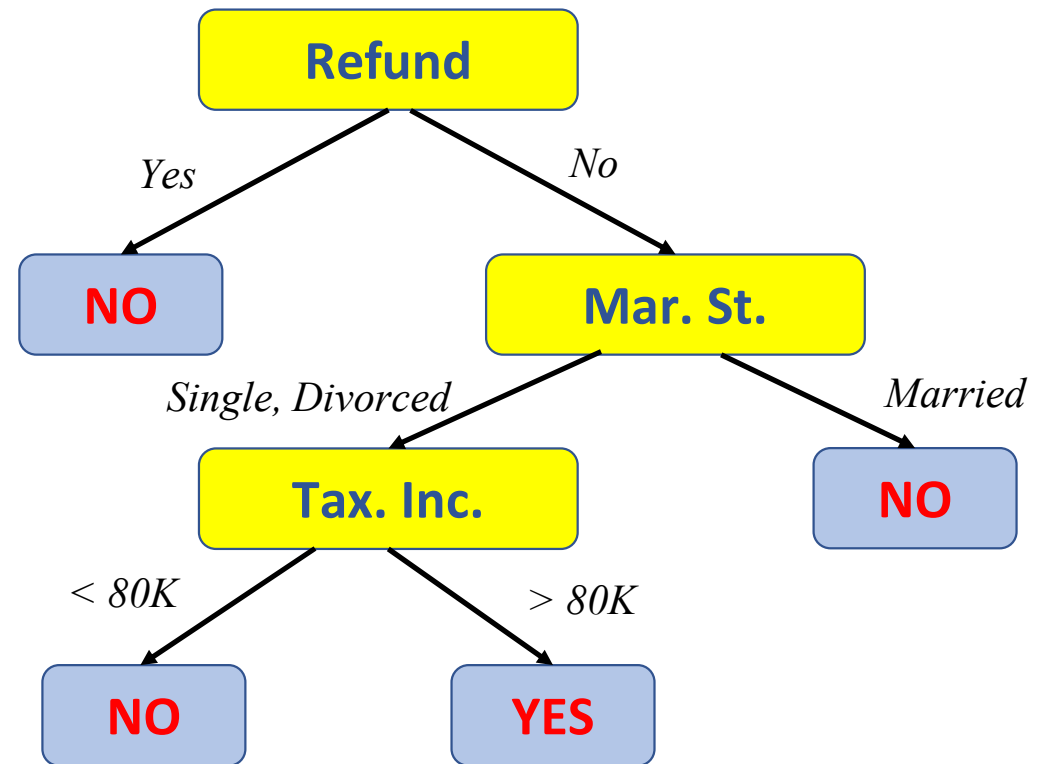 Refund
Yes
No
NO
Mar. St.
Single, Divorced
Married
Tax. Inc.
NO
< 80K
> 80K
NO
YES